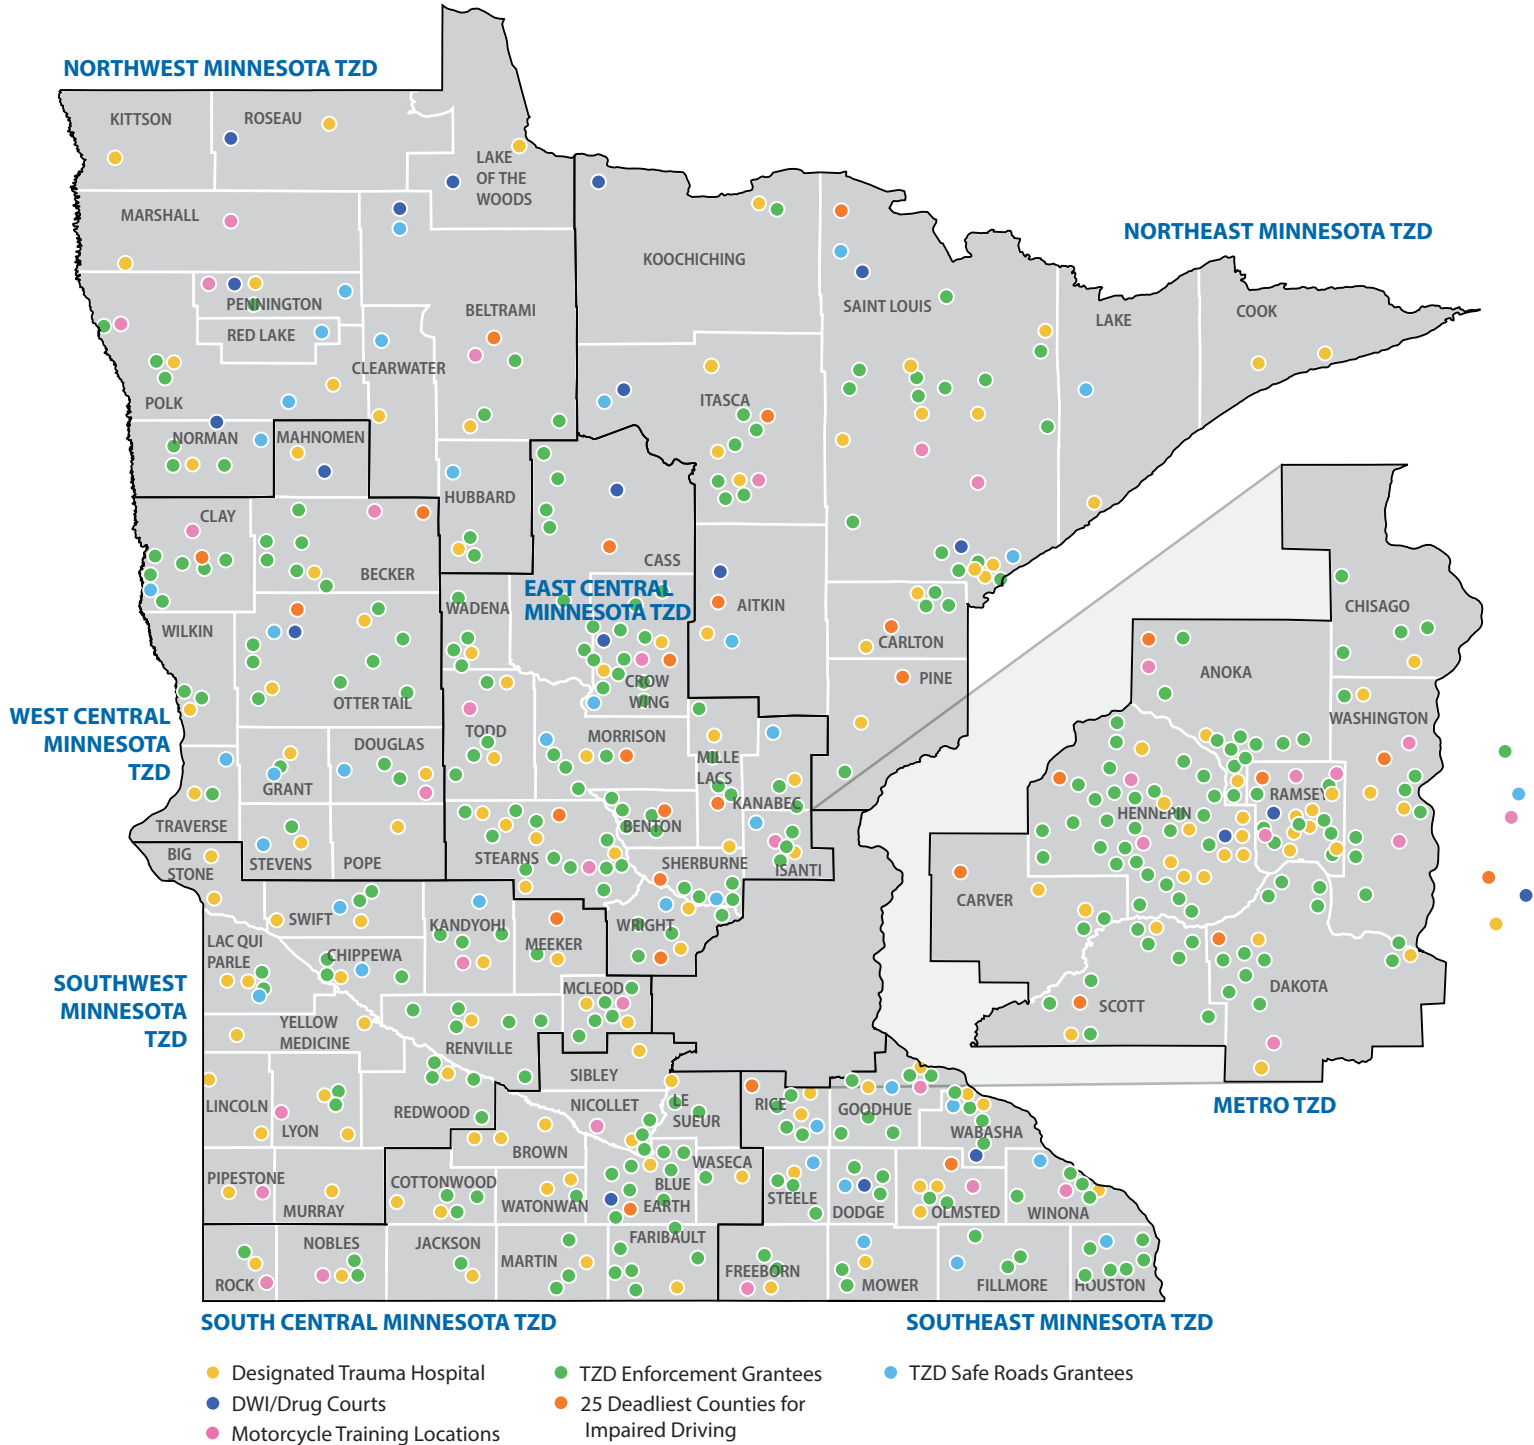 NORTHWEST MINNESOTA TZD
KITTSON
ROSEAU
LAKE
OF THE
WOODS
MARSHALL
NORTHEAST MINNESOTA TZD
KOOCHICHING
PENNINGTON
BELTRAMI
SAINT LOUIS
LAKE
COOK
RED LAKE
CLEARWATER
POLK
ITASCA
NORMAN
MAHNOMEN
HUBBARD
CLAY
BECKER
CASS
EAST CENTRAL
MINNESOTA TZD
WADENA
AITKIN
CHISAGO
WILKIN
CARLTON
ANOKA
PINE
CROW
WING
OTTER TAIL
WEST CENTRAL
MINNESOTA
TZD
WASHINGTON
TODD
MORRISON
DOUGLAS
MILLE
LACS
GRANT
KANABEC
RAMSEY
HENNEPIN
TRAVERSE
BENTON
BIG
STONE
STEVENS
POPE
STEARNS
SHERBURNE
ISANTI
CARVER
SWIFT
KANDYOHI
WRIGHT
MEEKER
LAC QUI
PARLE
CHIPPEWA
SOUTHWEST
MINNESOTA
TZD
MCLEOD
DAKOTA
SCOTT
YELLOW
MEDICINE
RENVILLE
SIBLEY
LINCOLN
LYON
REDWOOD
NICOLLET
LE
SUEUR
RICE
GOODHUE
METRO TZD
WABASHA
BROWN
WASECA
PIPESTONE
MURRAY
COTTONWOOD
WATONWAN
BLUE
EARTH
STEELE
DODGE
OLMSTED
WINONA
NOBLES
JACKSON
MARTIN
FARIBAULT
ROCK
FREEBORN
MOWER
FILLMORE
HOUSTON
SOUTH CENTRAL MINNESOTA TZD
SOUTHEAST MINNESOTA TZD
Designated Trauma Hospital
DWI/Drug Courts
Motorcycle Training Locations
TZD Enforcement Grantees
25 Deadliest Counties for
Impaired Driving
TZD Safe Roads Grantees